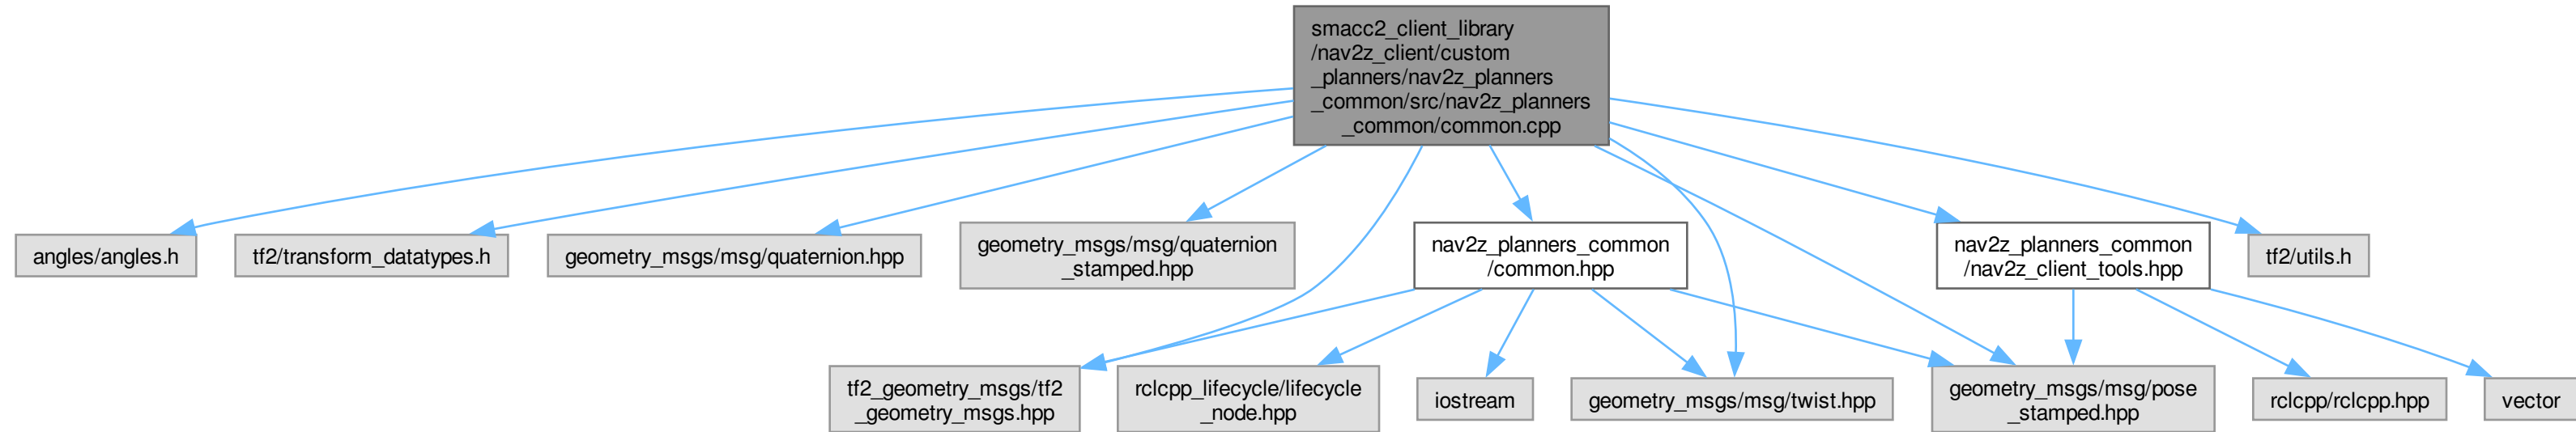 smacc2_client_library
/nav2z_client/custom
_planners/nav2z_planners
_common/src/nav2z_planners
_common/common.cpp
angles/angles.h
tf2/transform_datatypes.h
geometry_msgs/msg/quaternion.hpp
geometry_msgs/msg/quaternion
_stamped.hpp
nav2z_planners_common
/common.hpp
nav2z_planners_common
/nav2z_client_tools.hpp
tf2/utils.h
tf2_geometry_msgs/tf2
_geometry_msgs.hpp
rclcpp_lifecycle/lifecycle
_node.hpp
iostream
geometry_msgs/msg/twist.hpp
geometry_msgs/msg/pose
_stamped.hpp
rclcpp/rclcpp.hpp
vector